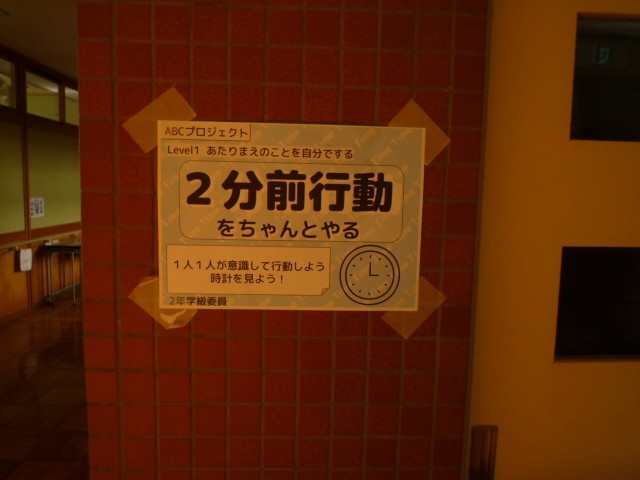 ABCプロジェクト
Level1 あたりまえのことを自分でする
２分前行動
をちゃんとやる
１人１人が意識して行動しよう
時計を見よう！
2年学級委員